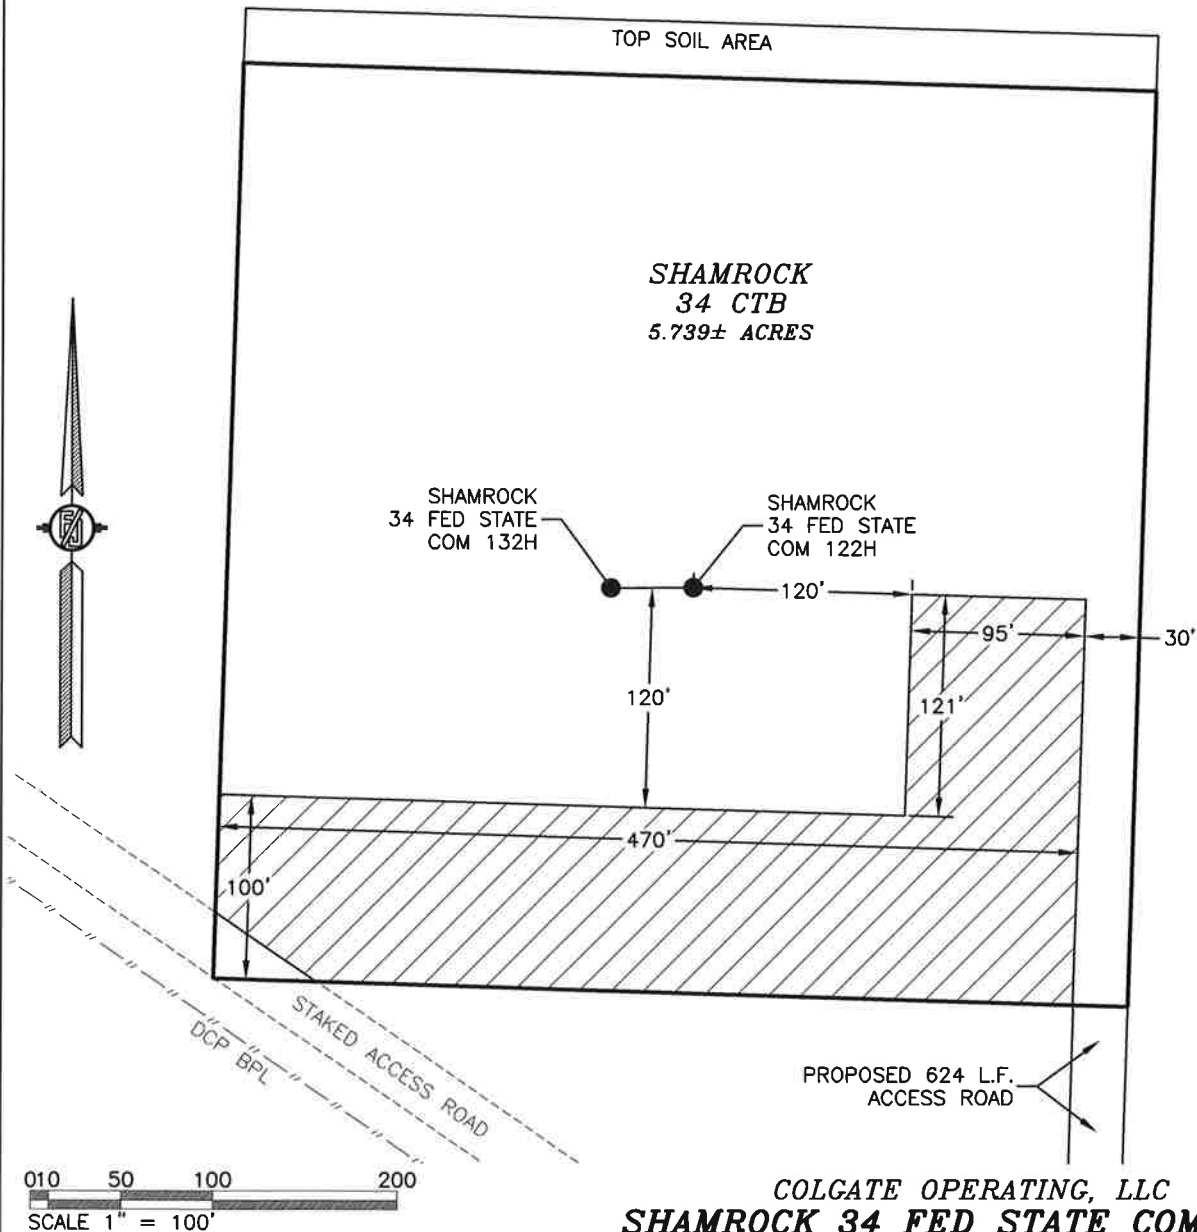 TOP SOIL AREA
SHAMROCK
34 CTB
5.739± ACRES
SHAMROCK
34 FED STATE
COM 132H
SHAMROCK
34 FED STATE
COM 122H
120'
95'
30'
120'
121'
470'
100'
STAKED ACCESS ROAD
DCP BPL
PROPOSED 624 L.F.
ACCESS ROAD
010 50 100 200
SCALE 1" = 100'
COLGATE OPERATING, LLC
SHAMROCK 34 FED STATE COM